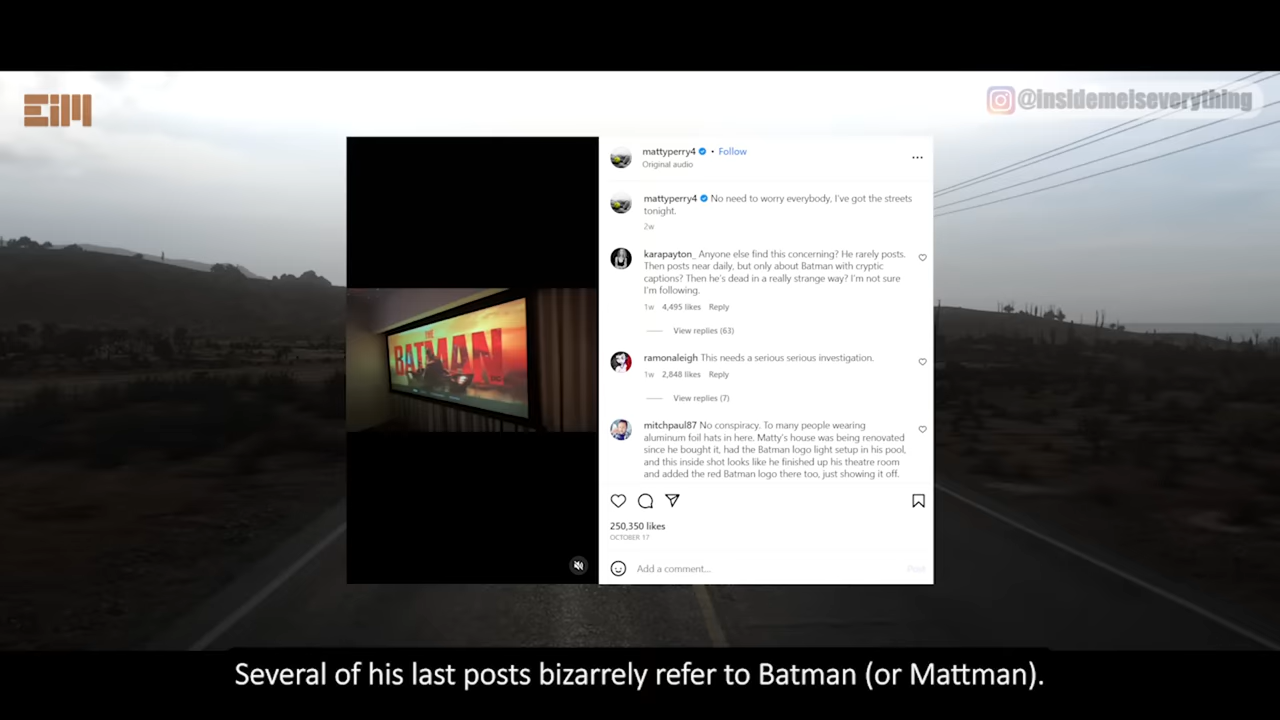 EiM
@insidemeiseverything
mattyperry4 • Follow
Original audio
mattyperry4 No need to worry everybody, I've got the streets
tonight.
2w
karapayton_ Anyone else find this concerning? He rarely posts.
Then posts near daily, but only about Batman with cryptic
captions? Then he's dead in a really strange way? I'm not sure
I'm following.
1w 4,495 likes Reply
View replies (63)
ramonaleigh This needs a serious serious investigation.
1w 2,848 likes Reply
View replies (7)
THE
BATMAN
mitchpaul87 No conspiracy. To many people wearing
aluminum foil hats in here. Matty's house was being renovated
since he bought it, had the Batman logo light setup in his pool,
and this inside shot looks like he finished up his theatre room
and added the red Batman logo there too, just showing it off.
250,350 likes
OCTOBER 17
Add a comment...
Several of his last posts bizarrely refer to Batman (or Mattman).